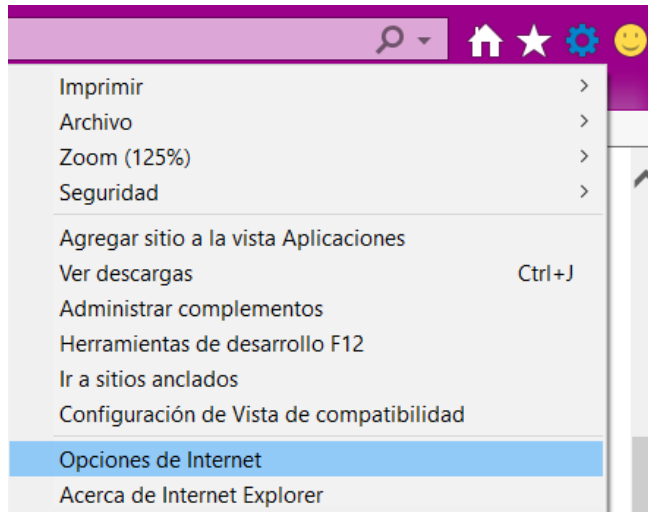 Imprimir
Archivo
Zoom (125%)
Seguridad
Agregar sitio a la vista Aplicaciones
Ver descargas Ctrl+J
Administrar complementos
Herramientas de desarrollo F12
Ir a sitios anclados
Configuración de Vista de compatibilidad
Opciones de Internet
Acerca de Internet Explorer